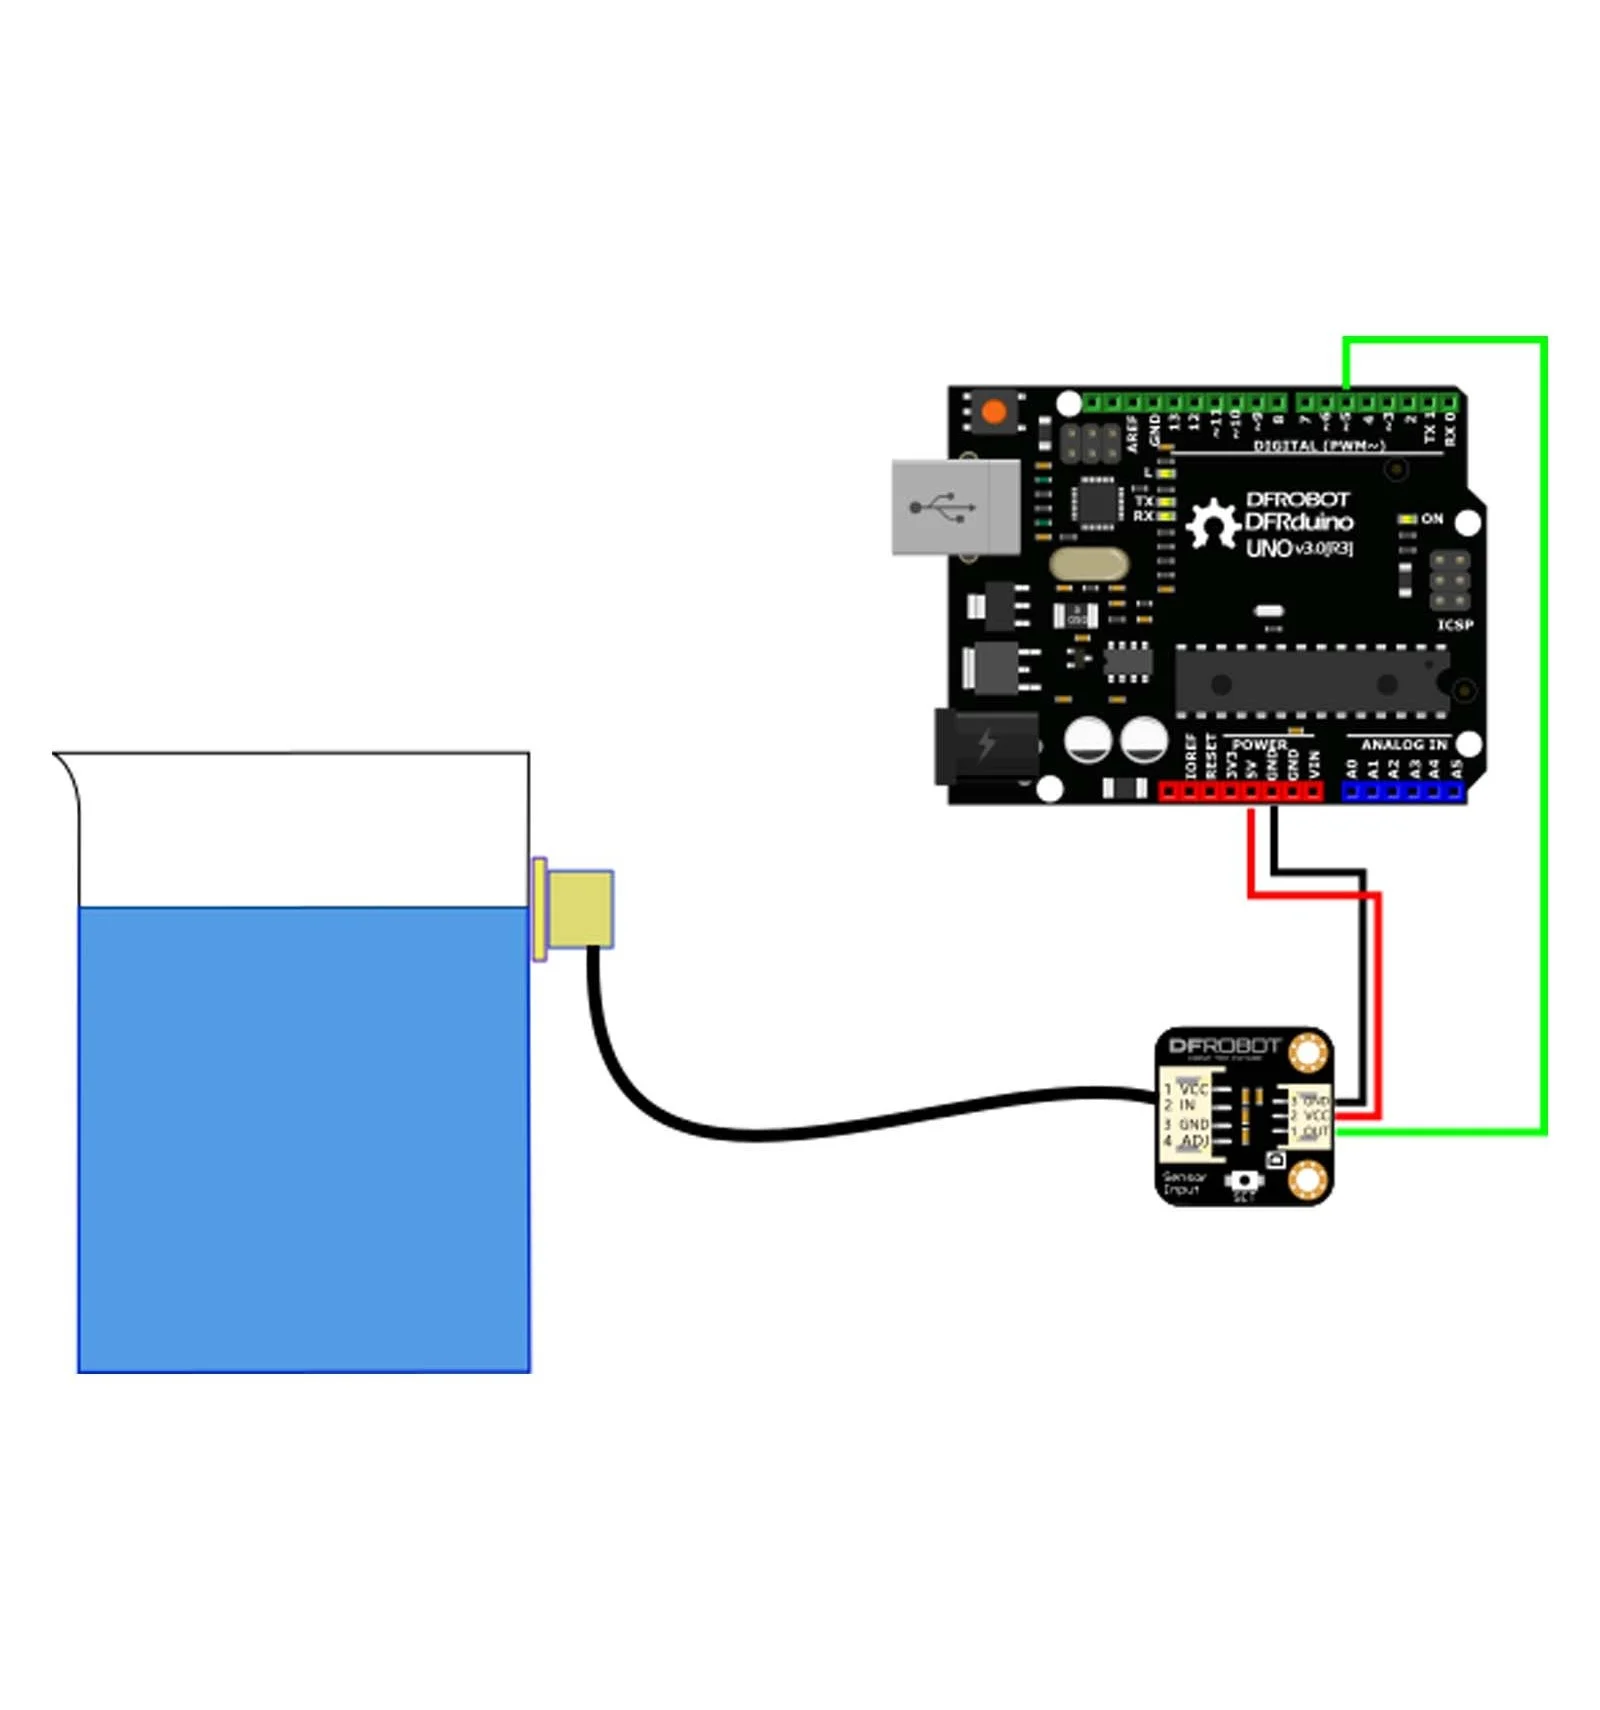 AREF
GND
13
12
~11
~10
~9
8
7
~6
~5
4
~3
2
TX 1
RX 0
DIGITAL (PWM~)
TX
RX
DFROBOT
DFRduino
UNO v3.0[R3]
ON
ICSP
POWER
ANALOG IN
IOREF
RESET
3V3
5V
GND
GND
VIN
A0
A1
A2
A3
A4
A5
DFROBOT
1 VCC
2 IN
3 GND
4 ADJ
3 GND
2 VCC
1 OUT
D
Sensor
Input
SET